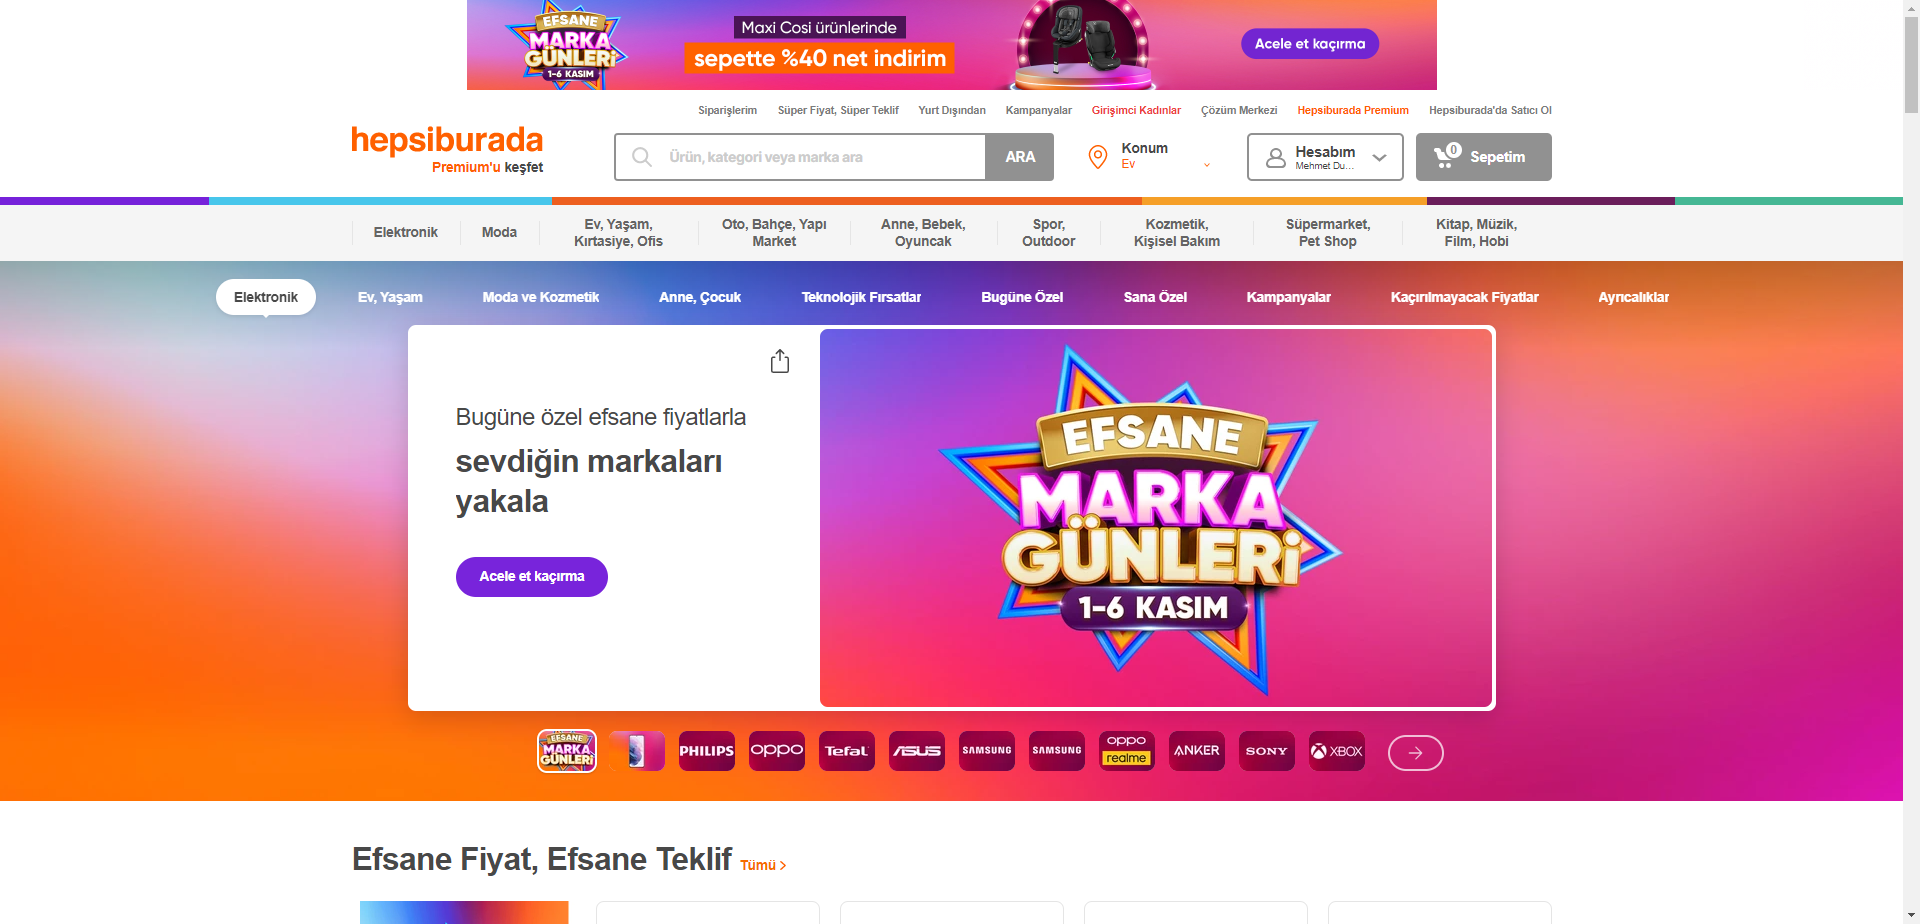 EFSANE
MARKA
GÜNLERİ
1-6 KASIM
Maxi Cosi ürünlerinde
sepette %40 net indirim
Acele et kaçırma
Siparişlerim
Süper Fiyat, Süper Teklif
Yurt Dışından
Kampanyalar
Girişimci Kadınlar
Çözüm Merkezi
Hepsiburada Premium
Hepsiburada'da Satıcı Ol
hepsiburada
Premium'u keşfet
Ürün, kategori veya marka ara
ARA
Konum
Ev
Hesabım
Mehmet Du...
0
Sepetim
Elektronik
Moda
Ev, Yaşam,
Kırtasiye, Ofis
Oto, Bahçe, Yapı
Market
Anne, Bebek,
Oyuncak
Spor,
Outdoor
Kozmetik,
Kişisel Bakım
Süpermarket,
Pet Shop
Kitap, Müzik,
Film, Hobi
Elektronik
Ev, Yaşam
Moda ve Kozmetik
Anne, Çocuk
Teknolojik Fırsatlar
Bugüne Özel
Sana Özel
Kampanyalar
Kaçırılmayacak Fiyatlar
Ayrıcalıklar
Bugüne özel efsane fiyatlarla
sevdiğin markaları
yakala
Acele et kaçırma
EFSANE
MARKA
GÜNLERİ
1-6 KASIM
EFSANE
MARKA
GÜNLERİ
PHILIPS
oppo
Tefal
ASUS
SAMSUNG
SAMSUNG
oppo
realme
ANKER
SONY
XBOX
Efsane Fiyat, Efsane Teklif
Tümü >